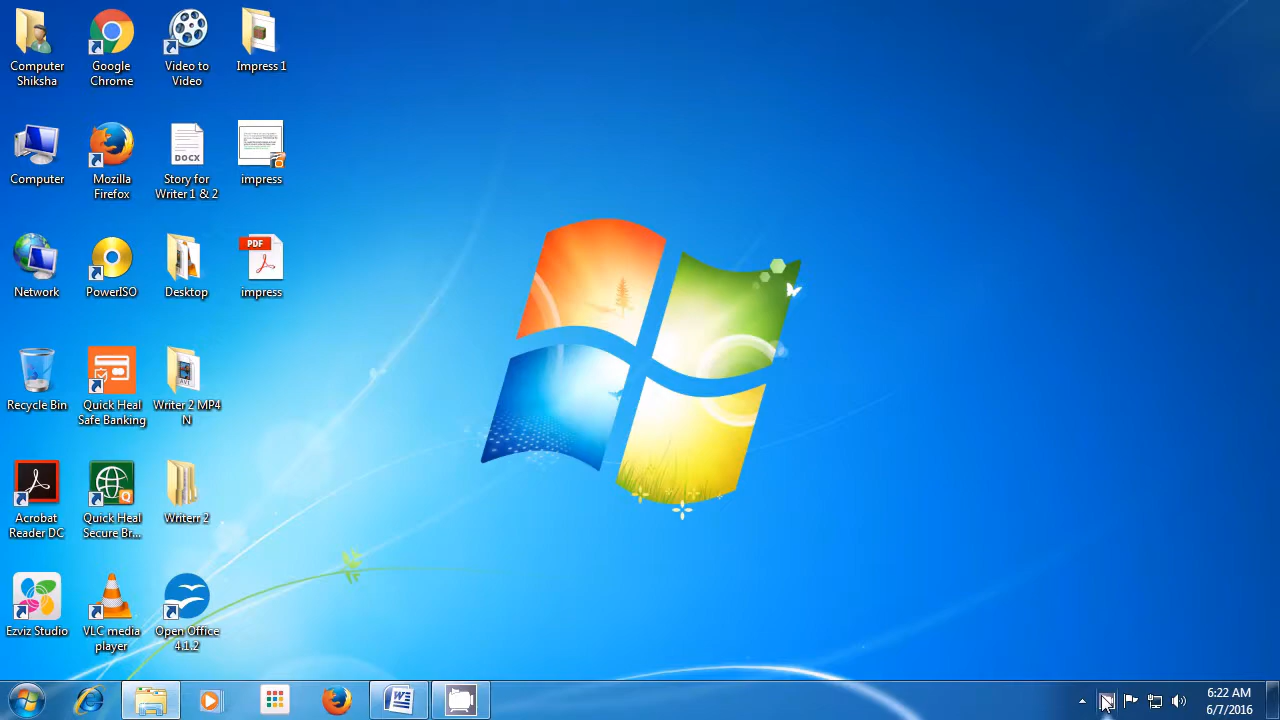 Computer
Shiksha
Google
Chrome
Video to
Video
Impress 1
Computer
Mozilla
Firefox
DOCX
Story for
Writer 1 & 2
impress
Network
PowerISO
Desktop
PDF
impress
Recycle Bin
Quick Heal
Safe Banking
AVI
Writer 2 MP4
N
Acrobat
Reader DC
Quick Heal
Secure Br...
Writerr 2
Ezviz Studio
VLC media
player
Open Office
4.1.2
W
6:22 AM
6/7/2016